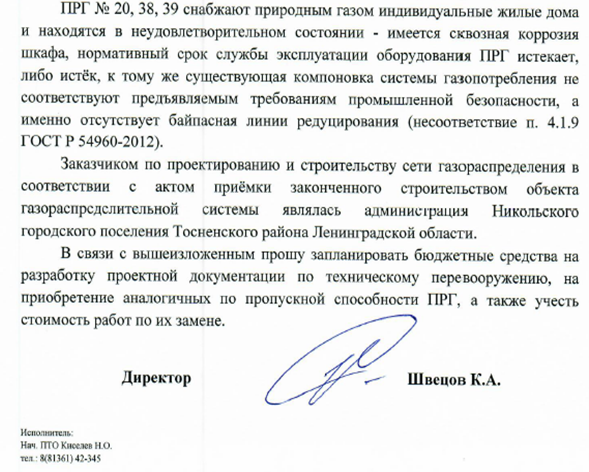 ПРГ № 20, 38, 39 снабжают природным газом индивидуальные жилые дома
и находятся в неудовлетворительном состоянии - имеется сквозная коррозия
шкафа, нормативный срок службы эксплуатации оборудования ПРГ истекает,
либо истёк, к тому же существующая компоновка системы газопотребления не
соответствуют предъявляемым требованиям промышленной безопасности, а
именно отсутствует байпасная линии редуцирования (несоответствие п. 4.1.9
ГОСТ Р 54960-2012).
Заказчиком по проектированию и строительству сети газораспределения в
соответствии с актом приёмки законченного строительством объекта
газораспрсдслительной системы являлась администрация Никольского
городского поселения Тосненского района Ленинградской области.
В связи с вышеизложенным прошу запланировать бюджетные средства на
разработку проектной документации по техническому перевооружению, на
приобретение аналогичных по пропускной способности ПРГ, а также учесть
стоимость работ по их замене.
Директор Швецов К.А.
Исполнитель:
Нач. ПТО Киселев Н.О.
тел.: 8(81361) 42-345